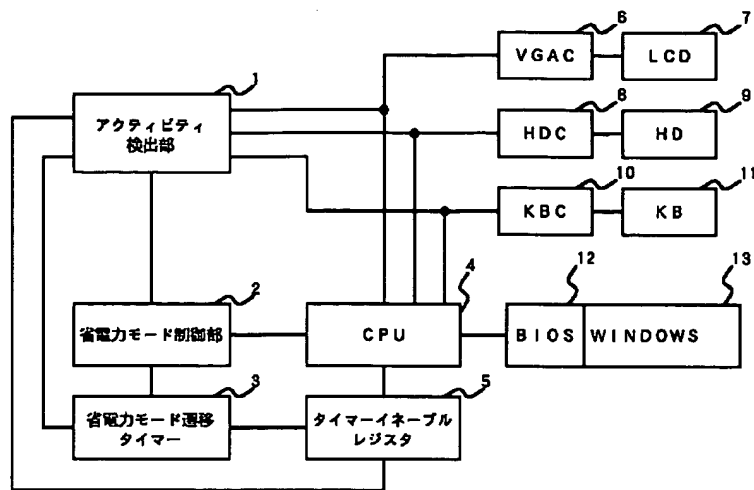 6
7
VGAC
LCD
1
アクティビティ
検出部
8
9
HDC
HD
10
11
KBC
KB
2
省電力モード制御部
4
CPU
12
13
BIOS
WINDOWS
3
省電力モード遷移
タイマー
5
タイマーイネーブル
レジスタ